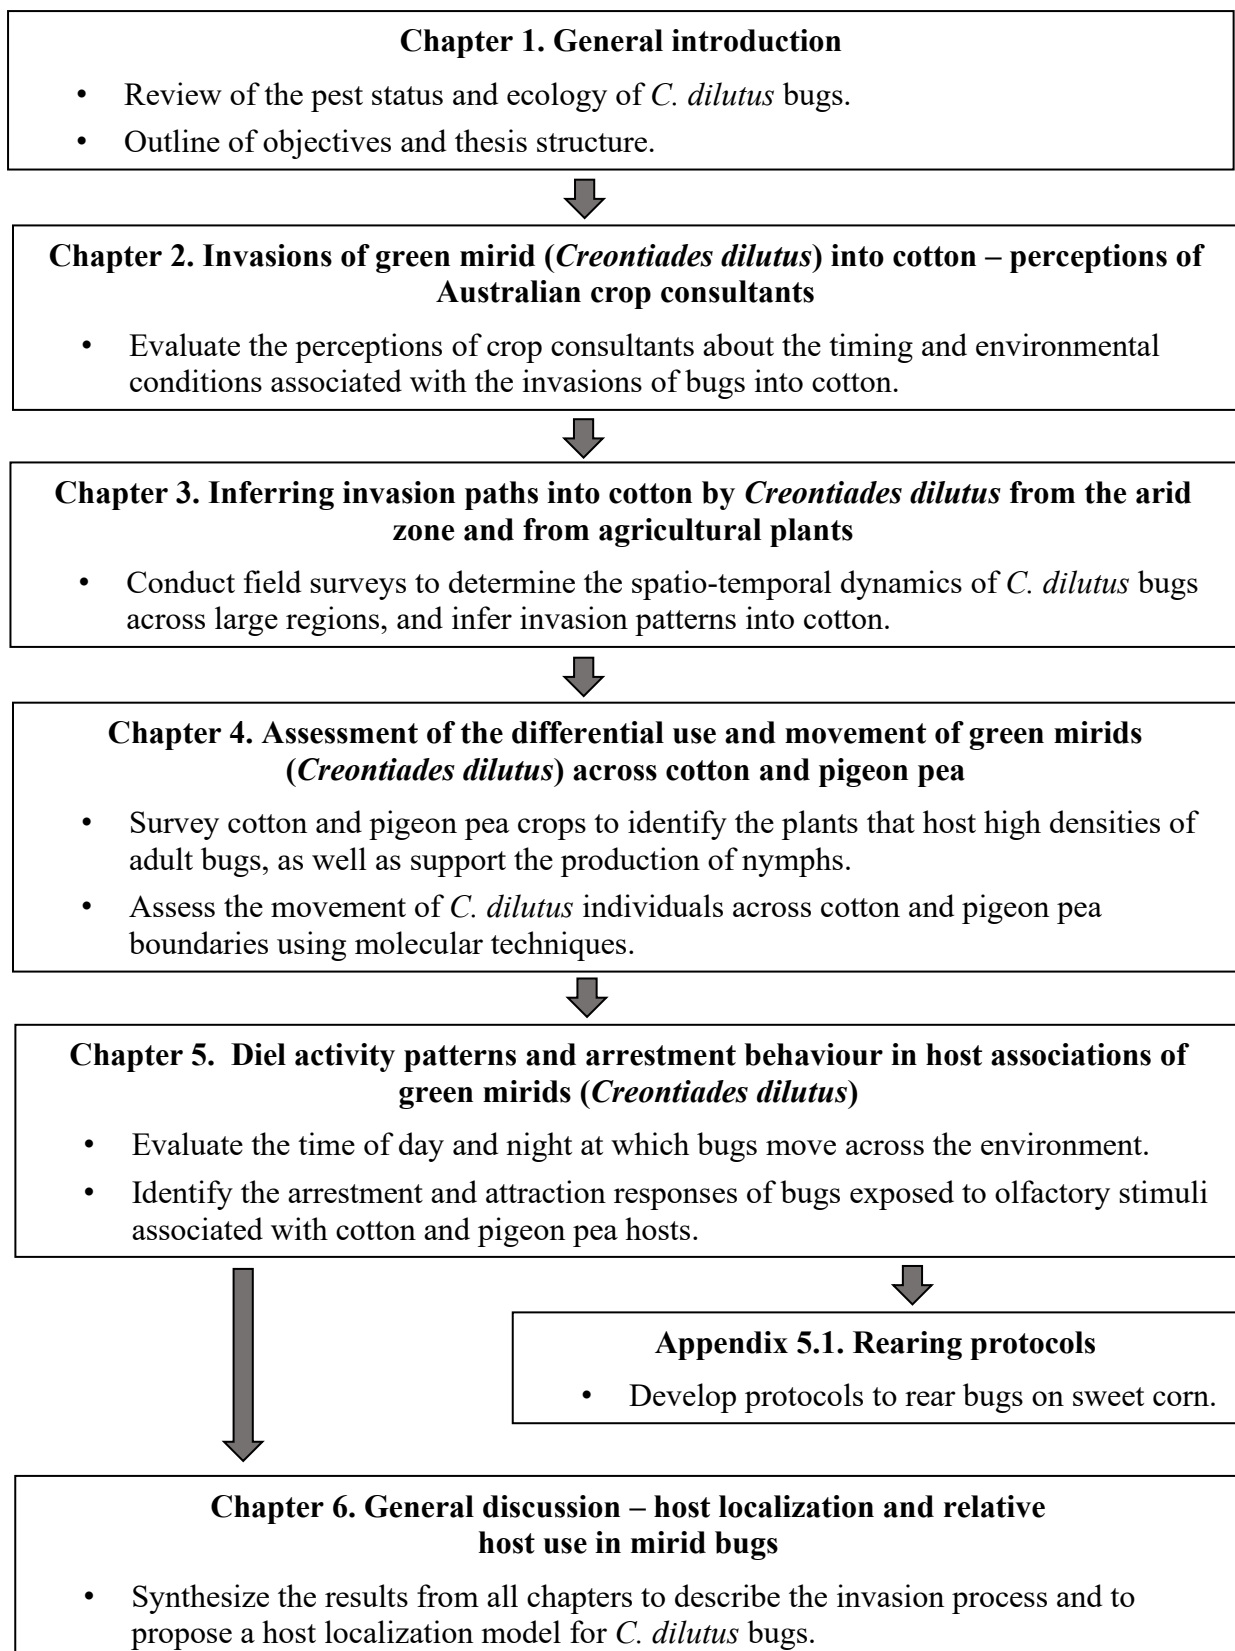 Chapter 1. General introduction
• Review of the pest status and ecology of C. dilutus bugs.
• Outline of objectives and thesis structure.
Chapter 2. Invasions of green mirid (Creontiades dilutus) into cotton – perceptions of
Australian crop consultants
• Evaluate the perceptions of crop consultants about the timing and environmental
conditions associated with the invasions of bugs into cotton.
Chapter 3. Inferring invasion paths into cotton by Creontiades dilutus from the arid
zone and from agricultural plants
• Conduct field surveys to determine the spatio-temporal dynamics of C. dilutus bugs
across large regions, and infer invasion patterns into cotton.
Chapter 4. Assessment of the differential use and movement of green mirids
(Creontiades dilutus) across cotton and pigeon pea
• Survey cotton and pigeon pea crops to identify the plants that host high densities of
adult bugs, as well as support the production of nymphs.
• Assess the movement of C. dilutus individuals across cotton and pigeon pea
boundaries using molecular techniques.
Chapter 5. Diel activity patterns and arrestment behaviour in host associations of
green mirids (Creontiades dilutus)
• Evaluate the time of day and night at which bugs move across the environment.
• Identify the arrestment and attraction responses of bugs exposed to olfactory stimuli
associated with cotton and pigeon pea hosts.
Appendix 5.1. Rearing protocols
• Develop protocols to rear bugs on sweet corn.
Chapter 6. General discussion – host localization and relative
host use in mirid bugs
• Synthesize the results from all chapters to describe the invasion process and to
propose a host localization model for C. dilutus bugs.